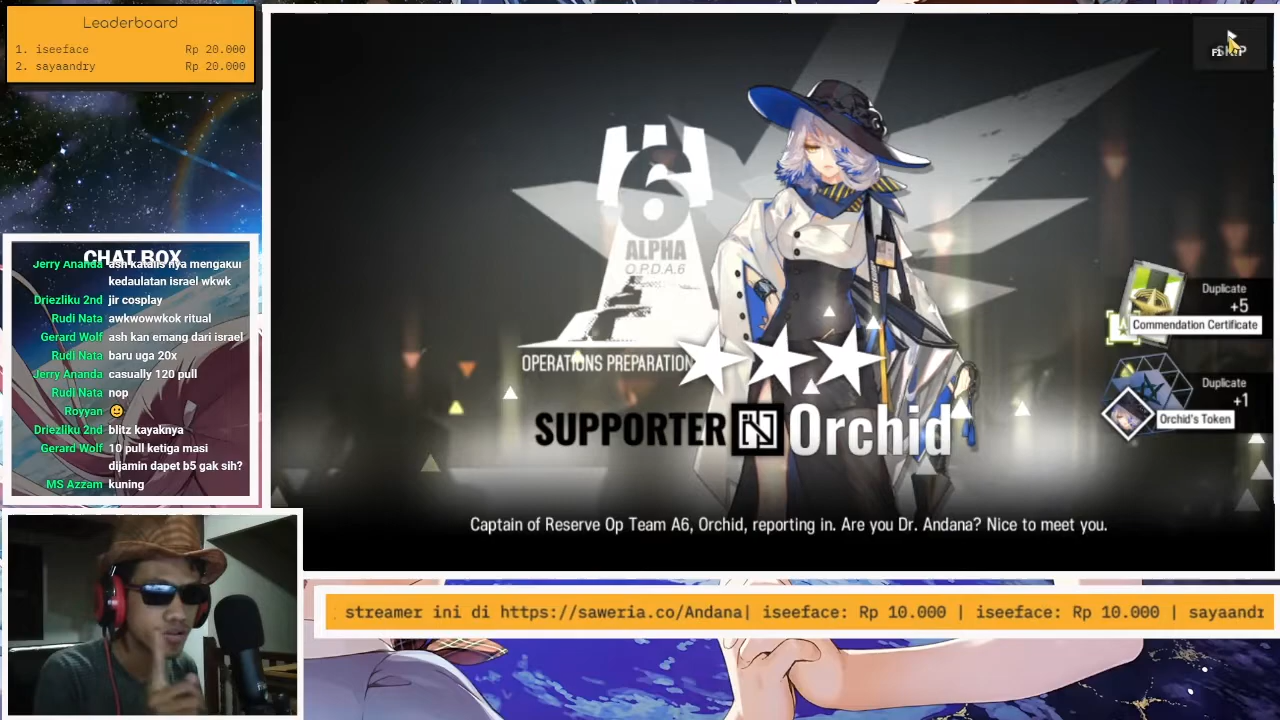 Leaderboard
1. iseeface Rp 20.000
2. sayaandry Rp 20.000
CHAT BOX
Jerry Ananda ash katalis nya mengakui
kedaulatan israel wkwk
Driezliku 2nd jir cosplay
Rudi Nata awkwowwkok ritual
Gerard Wolf ash kan emang dari israel
Rudi Nata baru uga 20x
Jerry Ananda casually 120 pull
Rudi Nata nop
Royyan
Driezliku 2nd blitz kayaknya
Gerard Wolf 10 pull ketiga masi
dijamin dapet b5 gak sih?
MS Azzam kuning
SKIP
6
ALPHA
O.P.D.A.6
OPERATIONS PREPARATION
SUPPORTER Orchid
Duplicate
+5
Commendation Certificate
Duplicate
+1
Orchid's Token
Captain of Reserve Op Team A6, Orchid, reporting in. Are you Dr. Andana? Nice to meet you.
streamer ini di https://saweria.co/Andana| iseeface: Rp 10.000 | iseeface: Rp 10.000 | sayaandr